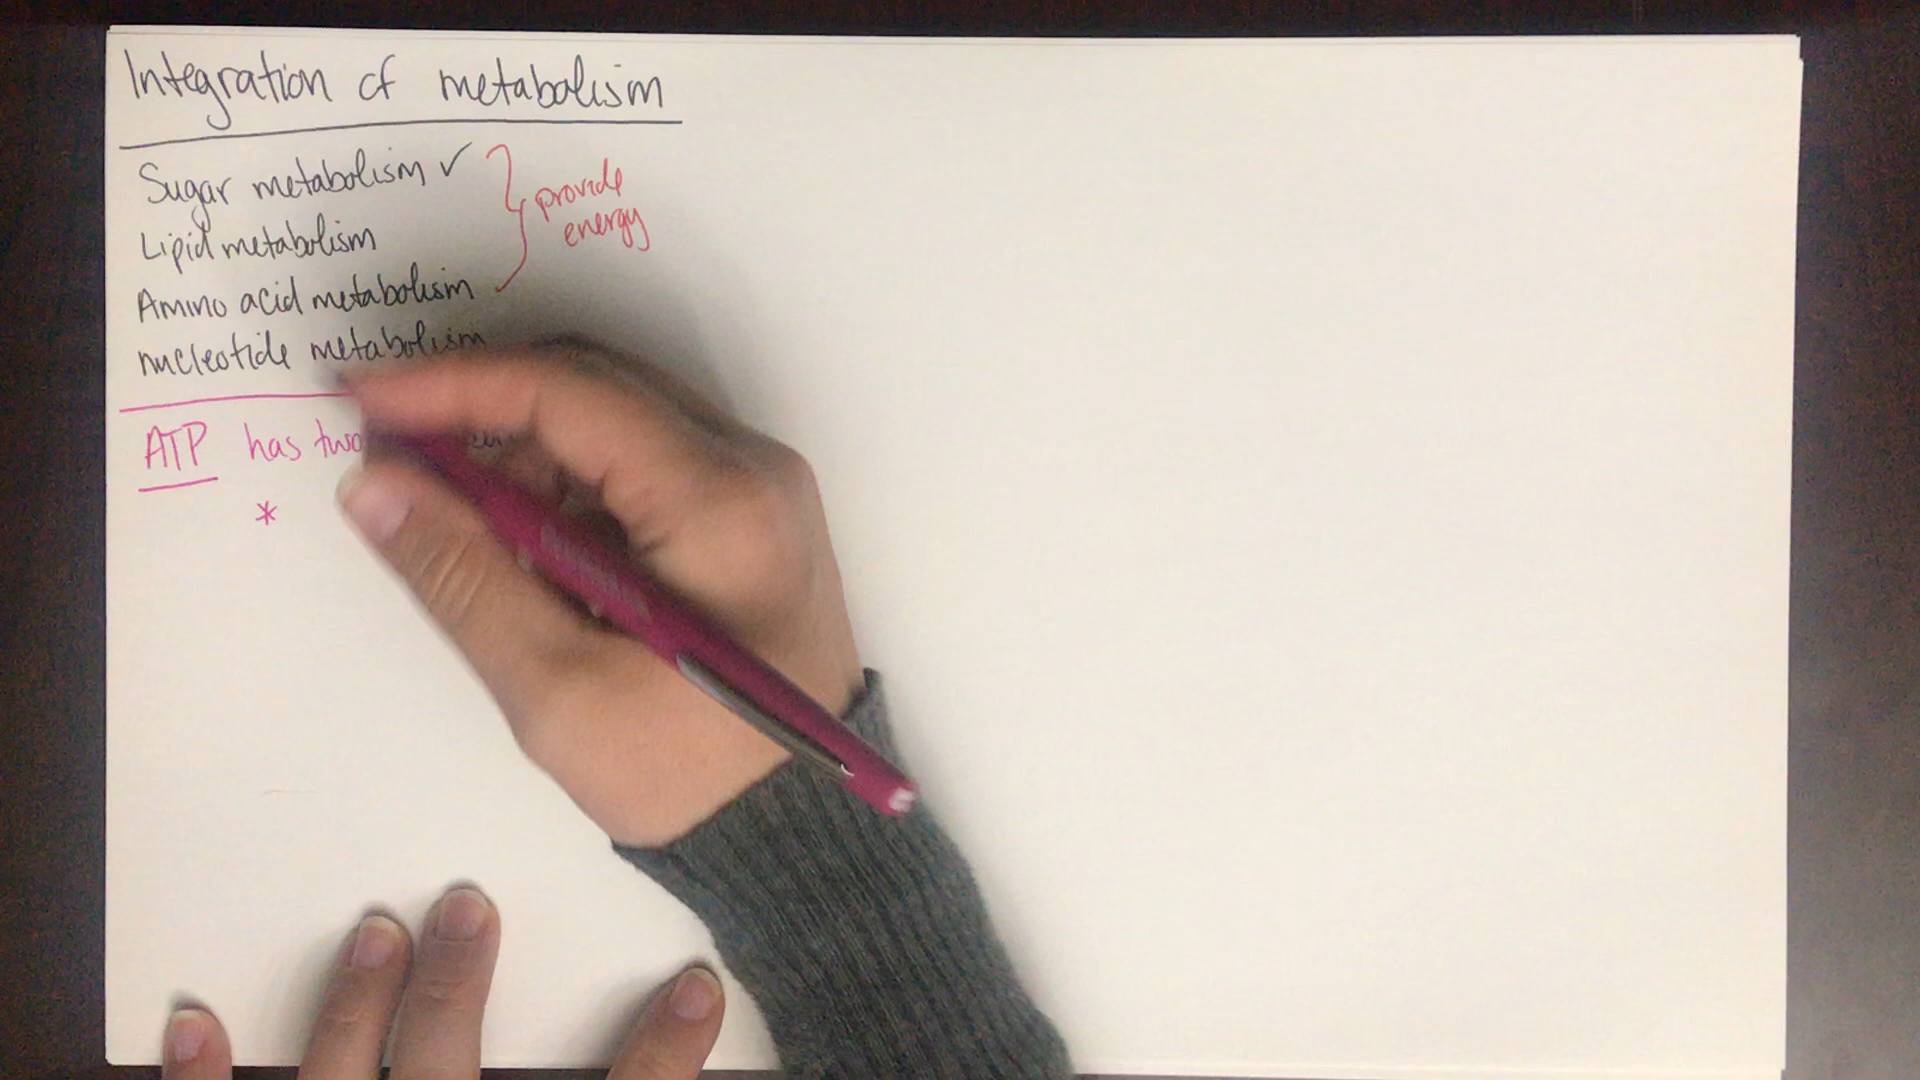 Integration of metabolism
Sugar metabolism ✓
provide
energy
Lipid metabolism
Amino acid metabolism
nucleotide metabolism
ATP has two
*